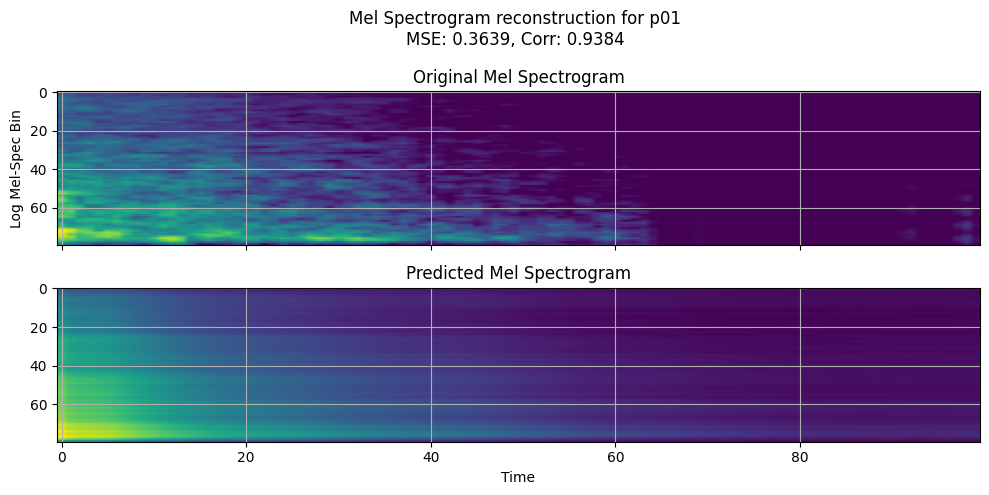 Mel Spectrogram reconstruction for p01
MSE: 0.3639, Corr: 0.9384
Original Mel Spectrogram
Log Mel-Spec Bin
0
20
40
60
Predicted Mel Spectrogram
0
20
40
60
0 20 40 60 80
Time